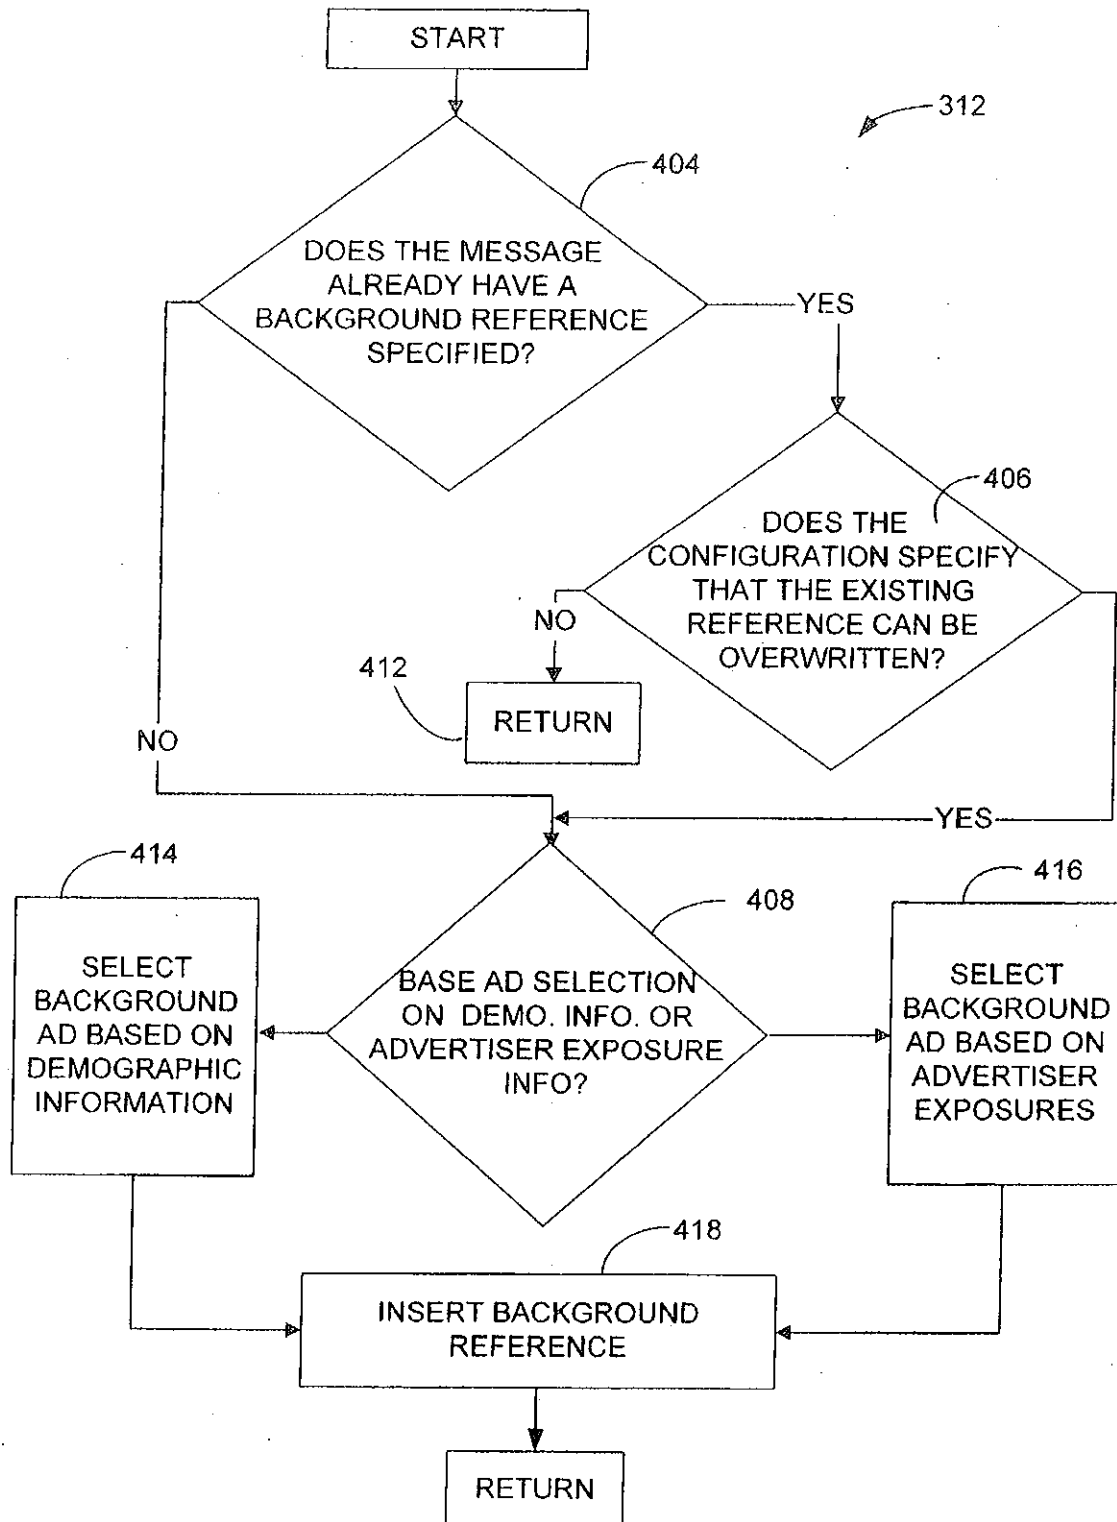 START
312
404
DOES THE MESSAGE
ALREADY HAVE A
BACKGROUND REFERENCE
SPECIFIED?
YES
406
DOES THE
CONFIGURATION SPECIFY
THAT THE EXISTING
REFERENCE CAN BE
OVERWRITTEN?
NO
412
RETURN
NO
YES
414
408
416
SELECT
BACKGROUND
AD BASED ON
DEMOGRAPHIC
INFORMATION
BASE AD SELECTION
ON DEMO. INFO. OR
ADVERTISER EXPOSURE
INFO?
SELECT
BACKGROUND
AD BASED ON
ADVERTISER
EXPOSURES
418
INSERT BACKGROUND
REFERENCE
RETURN